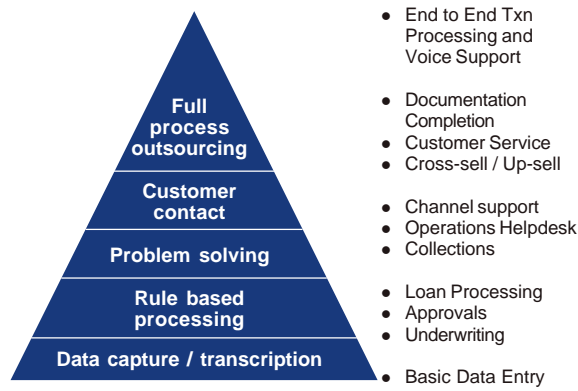 Full
process
outsourcing
Customer
contact
Problem solving
Rule based
processing
Data capture / transcription
● End to End Txn
Processing and
Voice Support
● Documentation
Completion
● Customer Service
● Cross-sell / Up-sell
● Channel support
● Operations Helpdesk
● Collections
● Loan Processing
● Approvals
● Underwriting
● Basic Data Entry